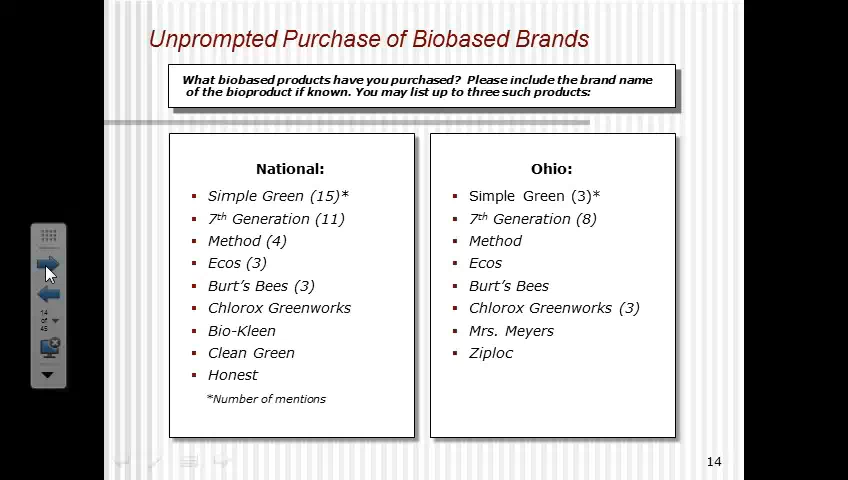 Unprompted Purchase of Biobased Brands
What biobased products have you purchased? Please include the brand name
of the bioproduct if known. You may list up to three such products:
National:
Simple Green (15)*
7th Generation (11)
Method (4)
Ecos (3)
Burt's Bees (3)
Chlorox Greenworks
Bio-Kleen
Clean Green
Honest
*Number of mentions
Ohio:
Simple Green (3)*
7th Generation (8)
Method
Ecos
Burt's Bees
Chlorox Greenworks (3)
Mrs. Meyers
Ziploc
14
of
45
14